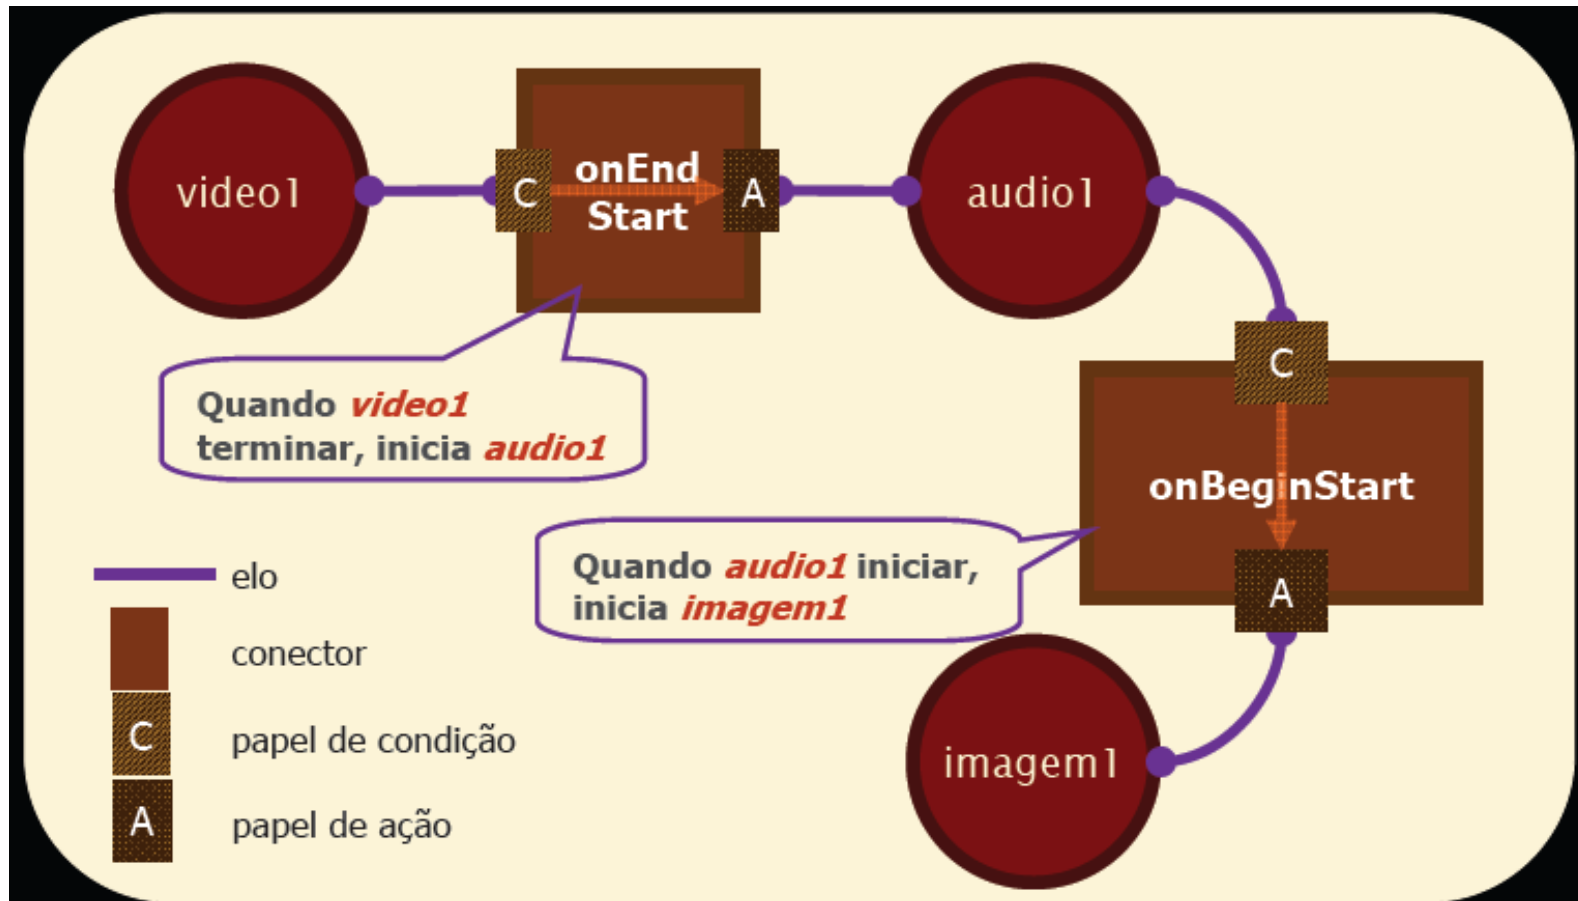 video1
C
onEnd
Start
A
audio1
Quando video1
terminar, inicia audio1
C
onBeginStart
A
Quando audio1 iniciar,
inicia imagem1
imagem1
elo
conector
C
papel de condição
A
papel de ação